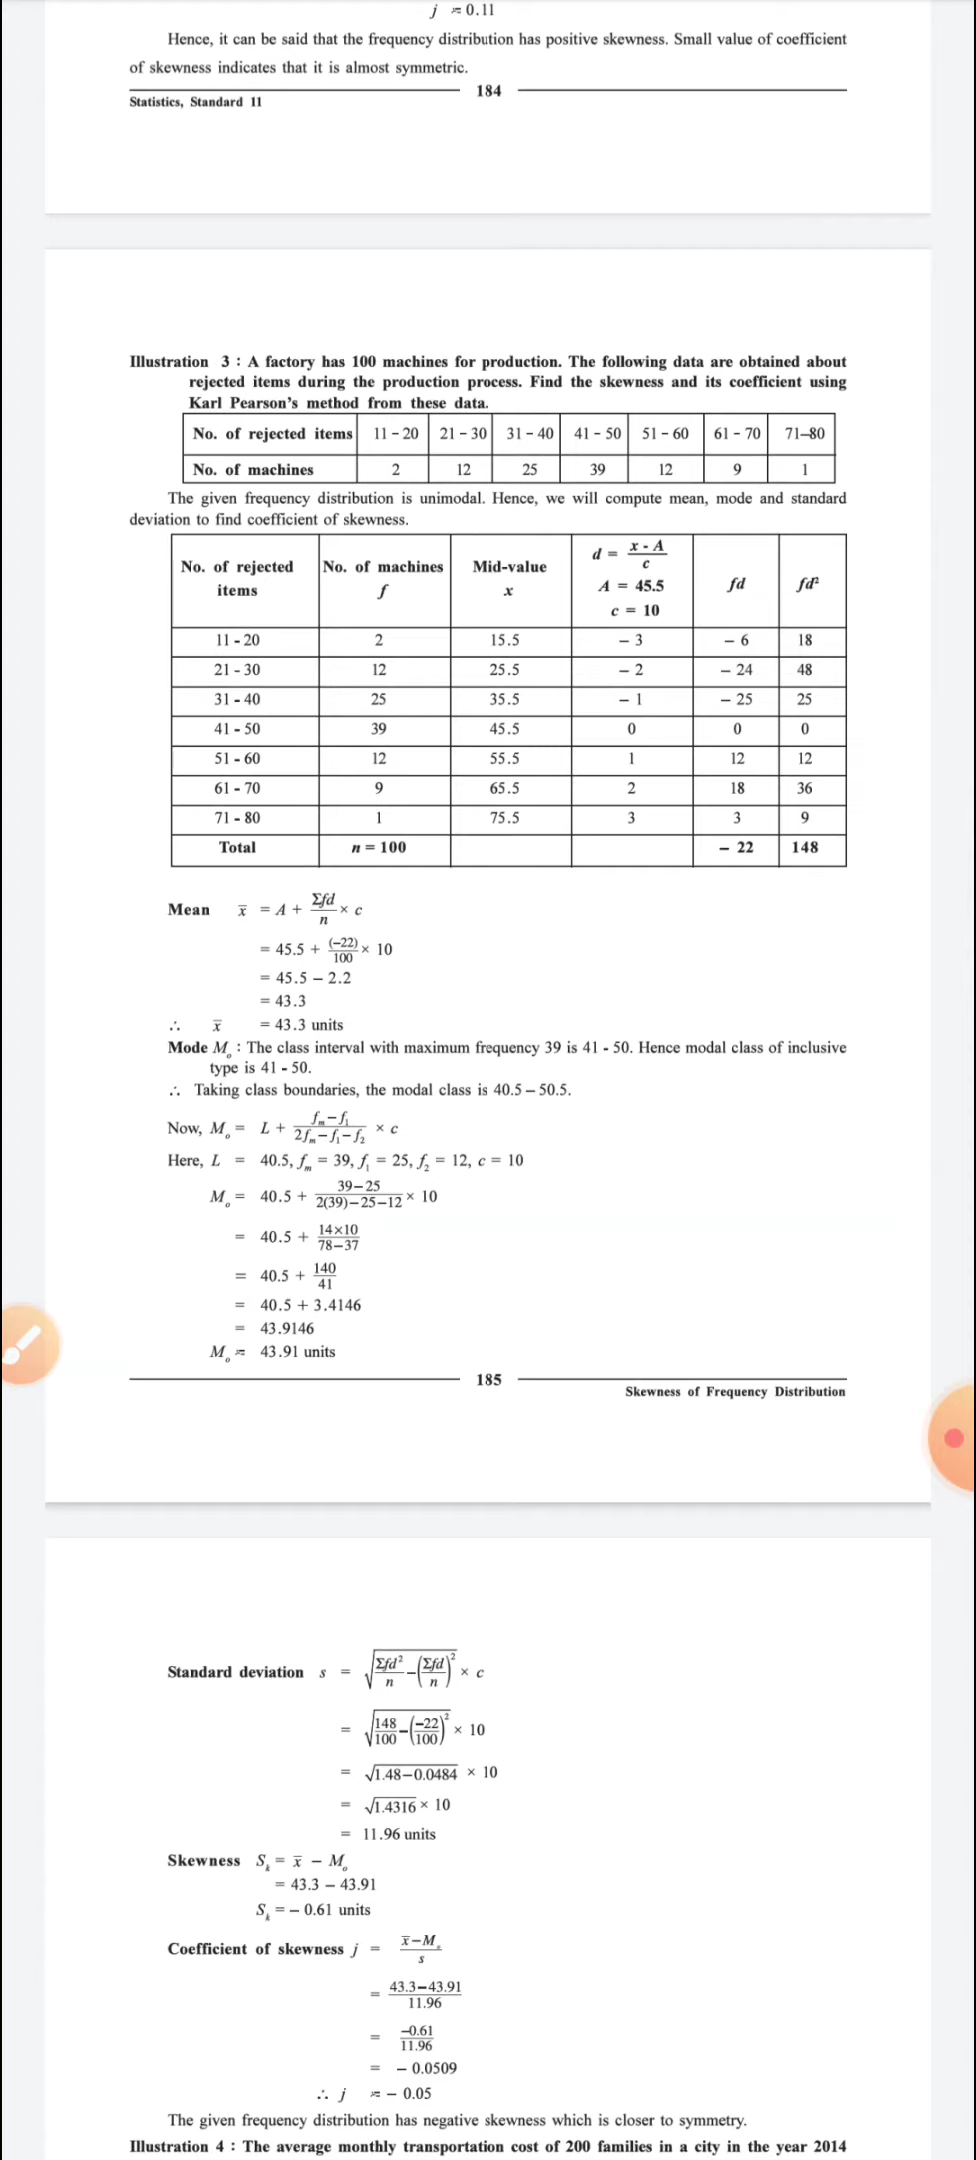 j ≈ 0.11
Hence, it can be said that the frequency distribution has positive skewness. Small value of coefficient
of skewness indicates that it is almost symmetric.
184
Statistics, Standard 11
Illustration 3 : A factory has 100 machines for production. The following data are obtained about
rejected items during the production process. Find the skewness and its coefficient using
Karl Pearson's method from these data.
No. of rejected items 11 - 20 21 - 30 31 - 40 41 - 50 51 - 60 61 - 70 71–80
No. of machines 2 12 25 39 12 9 1
The given frequency distribution is unimodal. Hence, we will compute mean, mode and standard
deviation to find coefficient of skewness.
No. of rejected items No. of machines f Mid-value x d = (x - A)/c A = 45.5 c = 10 fd fd²
11 - 20 2 15.5 – 3 – 6 18
21 - 30 12 25.5 – 2 – 24 48
31 - 40 25 35.5 – 1 – 25 25
41 - 50 39 45.5 0 0 0
51 - 60 12 55.5 1 12 12
61 - 70 9 65.5 2 18 36
71 - 80 1 75.5 3 3 9
Total n = 100 – 22 148
Mean x̅ = A + Σfd/n × c
= 45.5 + (–22)/100 × 10
= 45.5 – 2.2
= 43.3
∴ x̅ = 43.3 units
Mode Mₒ : The class interval with maximum frequency 39 is 41 - 50. Hence modal class of inclusive
type is 41 - 50.
∴ Taking class boundaries, the modal class is 40.5 – 50.5.
Now, Mₒ = L + (fₘ – f₁)/(2fₘ – f₁ – f₂) × c
Here, L = 40.5, fₘ = 39, f₁ = 25, f₂ = 12, c = 10
Mₒ = 40.5 + (39–25)/(2(39)–25–12) × 10
= 40.5 + (14×10)/(78–37)
= 40.5 + 140/41
= 40.5 + 3.4146
= 43.9146
Mₒ ≈ 43.91 units
185
Skewness of Frequency Distribution
Standard deviation s = √(Σfd²/n – (Σfd/n)²) × c
= √(148/100 – (–22/100)²) × 10
= √(1.48–0.0484) × 10
= √1.4316 × 10
= 11.96 units
Skewness Sₖ = x̅ – Mₒ
= 43.3 – 43.91
Sₖ = – 0.61 units
Coefficient of skewness j = (x̅ – Mₒ)/s
= (43.3–43.91)/11.96
= –0.61/11.96
= – 0.0509
∴ j ≈ – 0.05
The given frequency distribution has negative skewness which is closer to symmetry.
Illustration 4 : The average monthly transportation cost of 200 families in a city in the year 2014